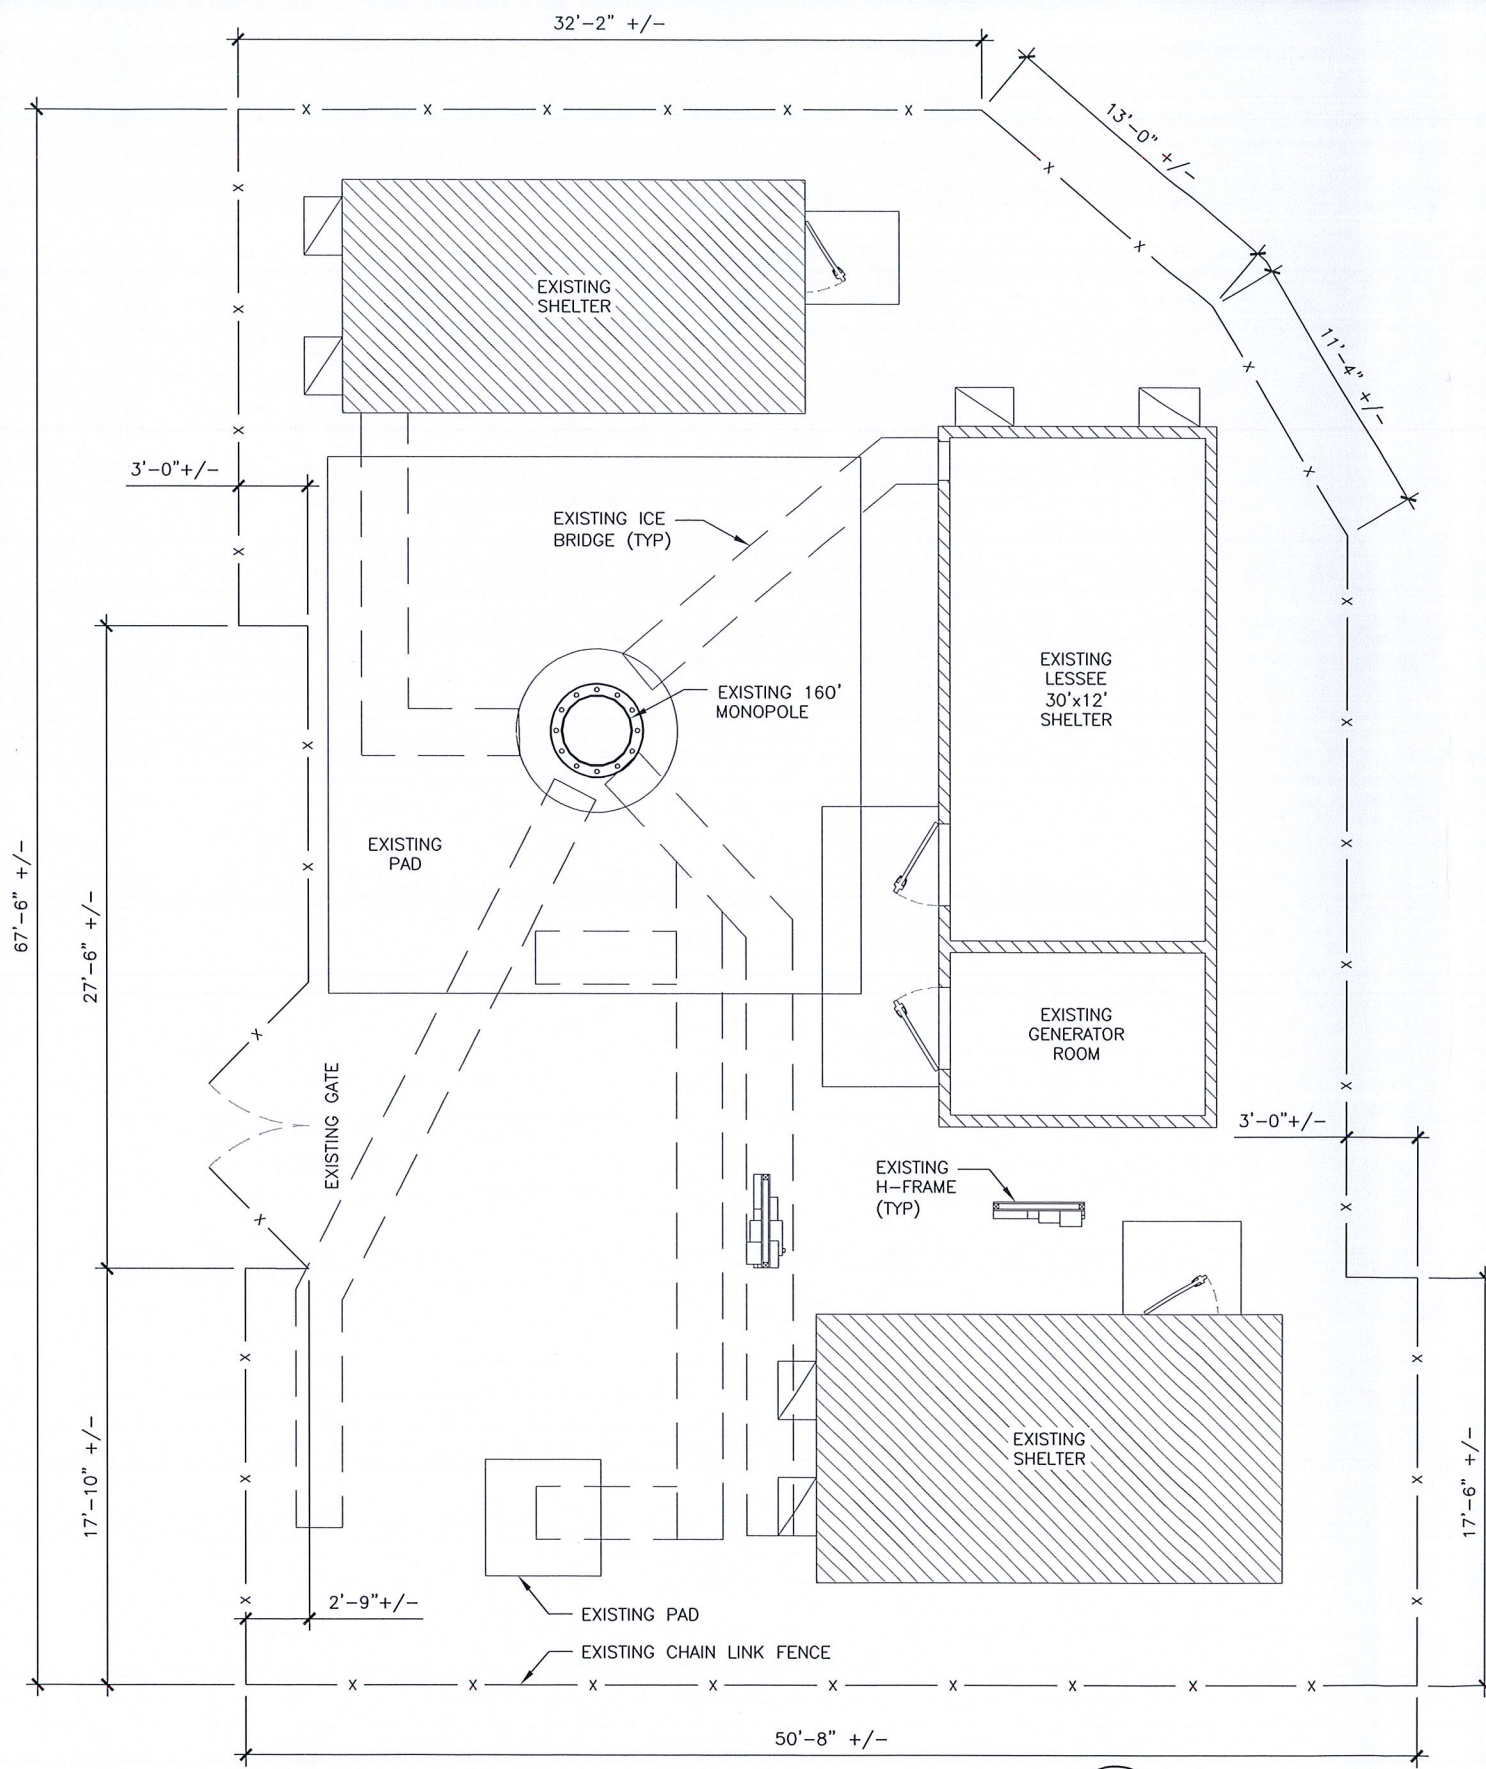 32'-2" +/-
13'-0" +/-
11'-4" +/-
EXISTING
SHELTER
3'-0"+/-
EXISTING ICE
BRIDGE (TYP)
EXISTING
LESSEE
30'x12'
SHELTER
EXISTING 160'
MONOPOLE
EXISTING
PAD
67'-6" +/-
27'-6" +/-
EXISTING
GENERATOR
ROOM
EXISTING GATE
3'-0"+/-
EXISTING
H-FRAME
(TYP)
EXISTING
SHELTER
17'-10" +/-
17'-6" +/-
2'-9"+/-
EXISTING PAD
EXISTING CHAIN LINK FENCE
50'-8" +/-